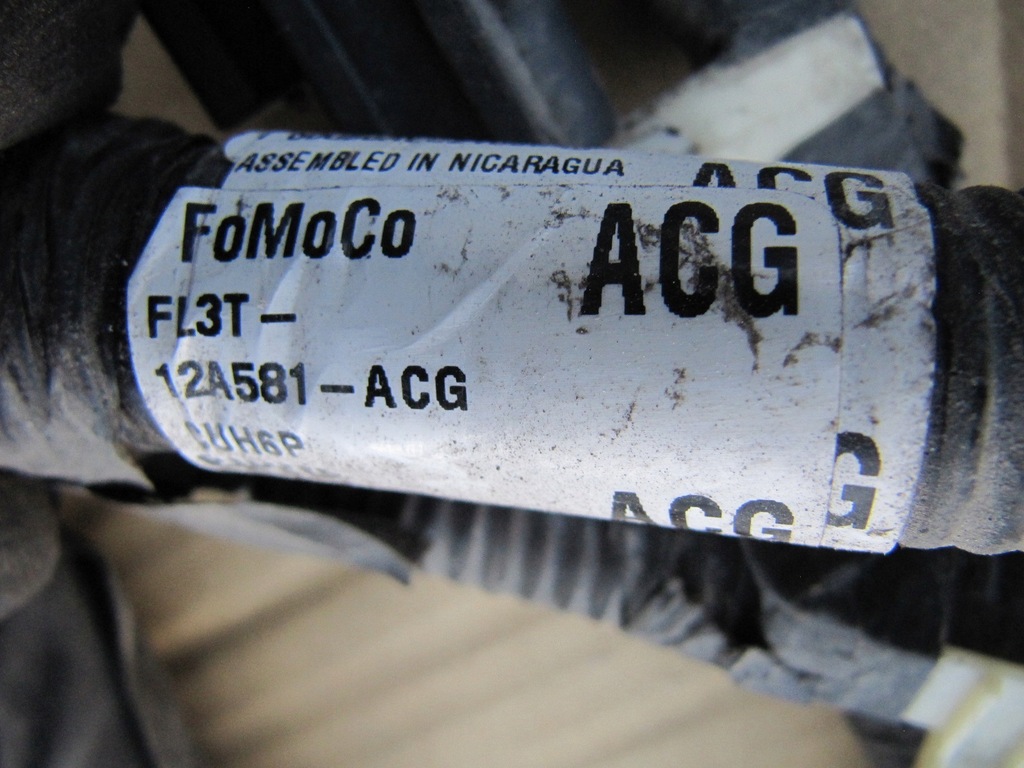 ASSEMBLED IN NICARAGUA
ACG
FoMoCo
ACG
FL3T-
12A581-ACG
ACG
G